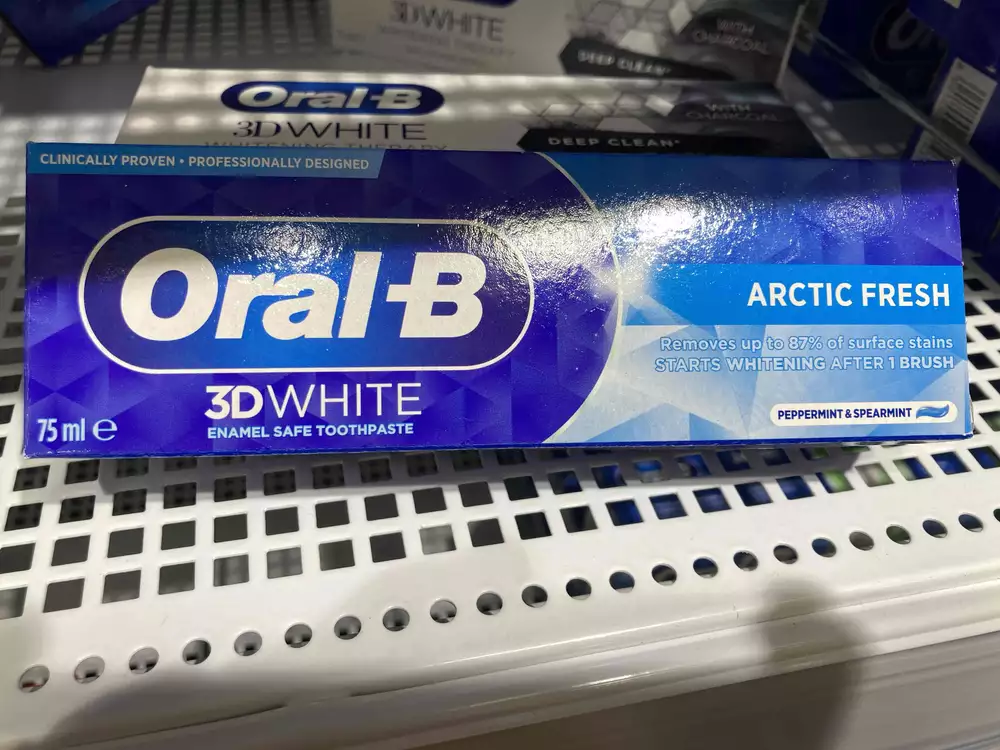 3DWHITE
WITH
CHARCOAL
DEEP CLEAN
Oral-B
3DWHITE
WHITENING THERAPY
WITH
CHARCOAL
DEEP CLEAN*
CLINICALLY PROVEN • PROFESSIONALLY DESIGNED
Oral-B
3DWHITE
ENAMEL SAFE TOOTHPASTE
75 ml e
ARCTIC FRESH
Removes up to 87% of surface stains
STARTS WHITENING AFTER 1 BRUSH
PEPPERMINT & SPEARMINT